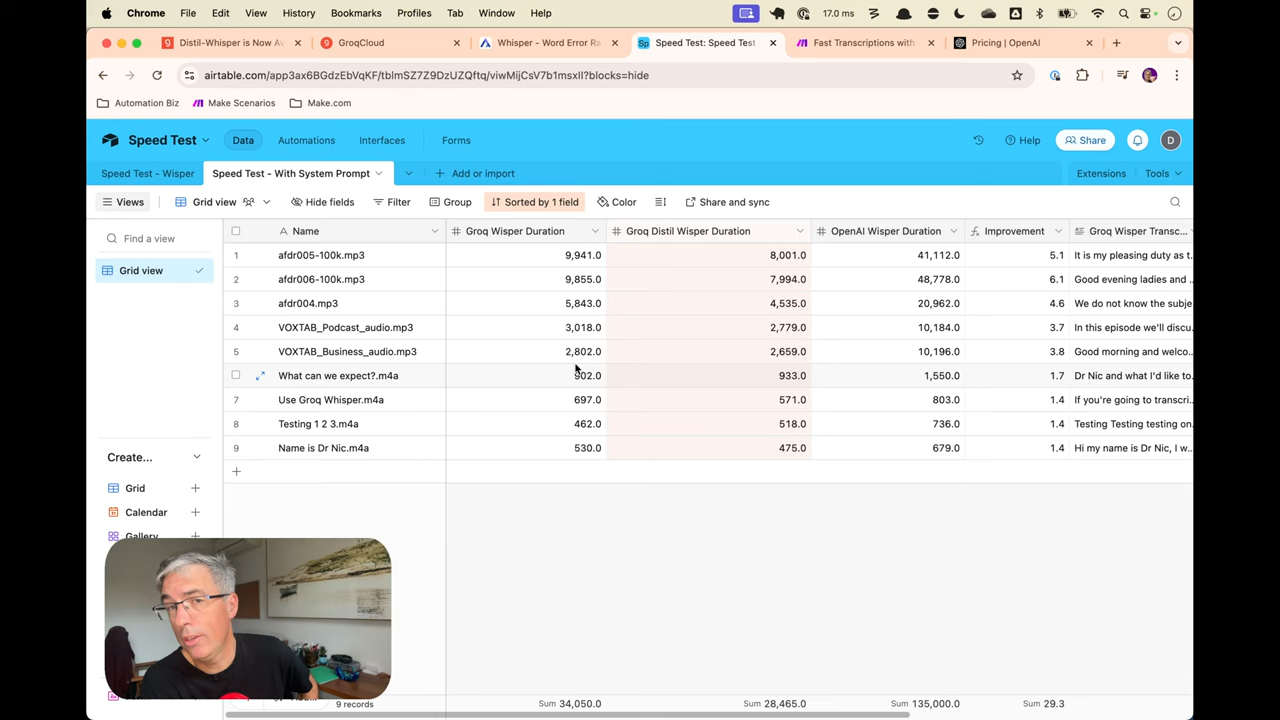 Chrome File Edit View History Bookmarks Profiles Tab Window Help 17.0 ms
Distil-Whisper is Now Av
GroqCloud
Whisper - Word Error Ra
Speed Test: Speed Test
Fast Transcriptions with
Pricing | OpenAI
airtable.com/app3ax6BGdzEbVqKF/tblmSZ7Z9DzUZQftq/viwMijCsV7b1msxll?blocks=hide
Automation Biz Make Scenarios Make.com
Speed Test Data Automations Interfaces Forms Help Share D
Speed Test - Wisper Speed Test - With System Prompt Add or import Extensions Tools
Views Grid view Hide fields Filter Group Sorted by 1 field Color Share and sync
Find a view
Grid view
Name Groq Wisper Duration Groq Distil Wisper Duration OpenAI Wisper Duration Improvement Groq Wisper Transc...
1 afdr005-100k.mp3 9,941.0 8,001.0 41,112.0 5.1 It is my pleasing duty as t...
2 afdr006-100k.mp3 9,855.0 7,994.0 48,778.0 6.1 Good evening ladies and ...
3 afdr004.mp3 5,843.0 4,535.0 20,962.0 4.6 We do not know the subje...
4 VOXTAB_Podcast_audio.mp3 3,018.0 2,779.0 10,184.0 3.7 In this episode we'll discu...
5 VOXTAB_Business_audio.mp3 2,802.0 2,659.0 10,196.0 3.8 Good morning and welco...
What can we expect?.m4a 902.0 933.0 1,550.0 1.7 Dr Nic and what I'd like to...
7 Use Groq Whisper.m4a 697.0 571.0 803.0 1.4 If you're going to transcri...
8 Testing 1 2 3.m4a 462.0 518.0 736.0 1.4 Testing Testing testing on...
9 Name is Dr Nic.m4a 530.0 475.0 679.0 1.4 Hi my name is Dr Nic, I w...
Create...
Grid
Calendar
Gallery
9 records Sum 34,050.0 Sum 28,465.0 Sum 135,000.0 Sum 29.3